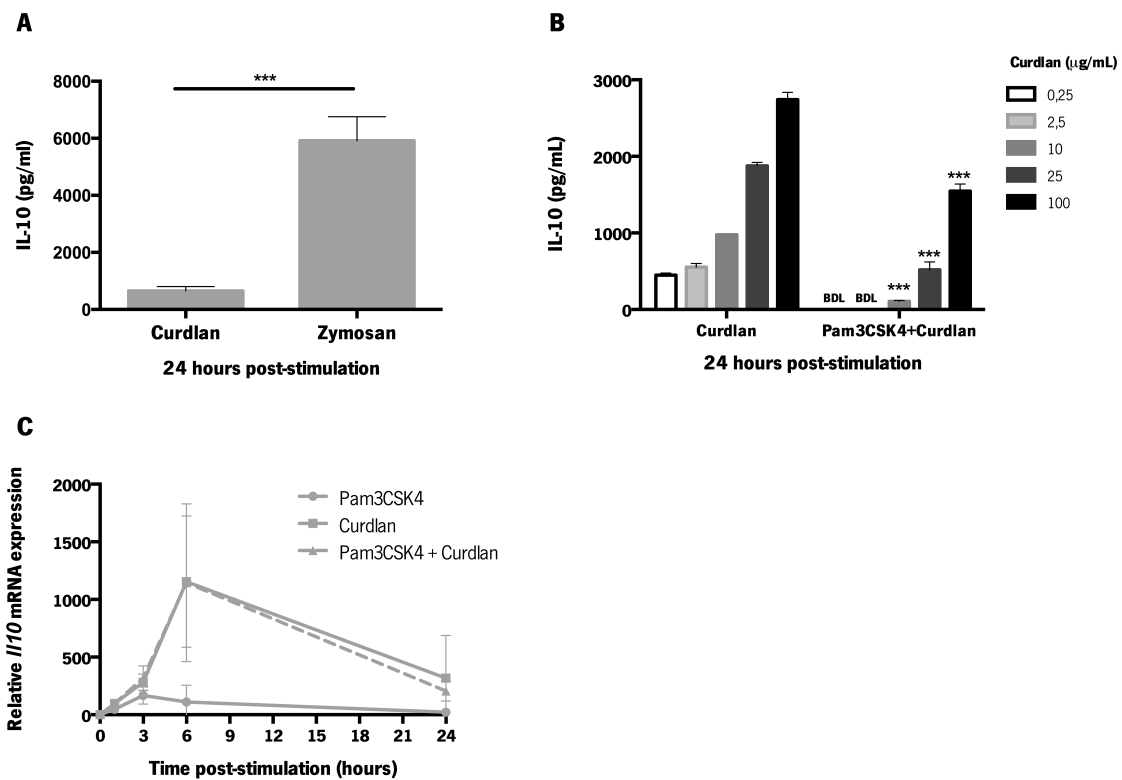 A
8000
6000
4000
2000
0
IL-10 (pg/ml)
***
Curdlan
Zymosan
24 hours post-stimulation
B
3000
2000
1000
0
IL-10 (pg/mL)
BDL
BDL
***
***
***
Curdlan
Pam3CSK4+Curdlan
24 hours post-stimulation
Curdlan (μg/mL)
0,25
2,5
10
25
100
C
2000
1500
1000
500
0
Relative Il10 mRNA expression
Pam3CSK4
Curdlan
Pam3CSK4 + Curdlan
0 3 6 9 12 15 18 21 24
Time post-stimulation (hours)